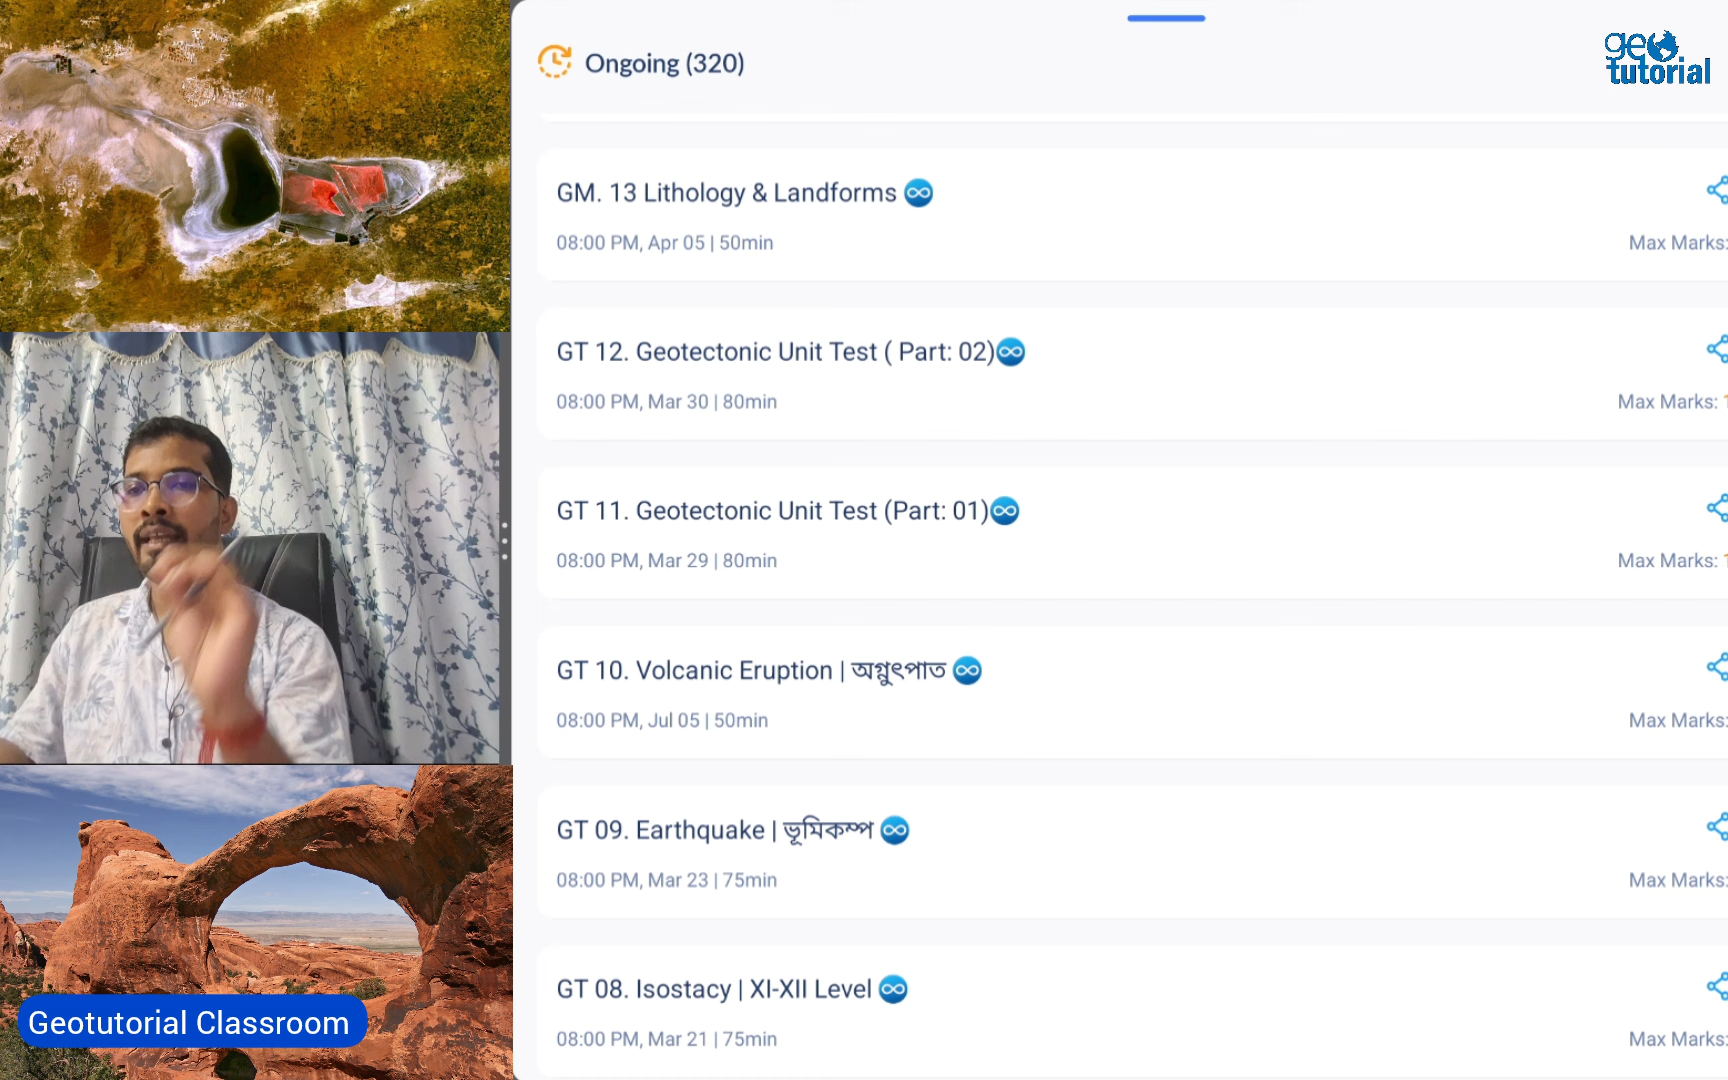 Ongoing (320)
geo
tutorial
GM. 13 Lithology & Landforms
08:00 PM, Apr 05 | 50min
Max Marks:
GT 12. Geotectonic Unit Test ( Part: 02)
08:00 PM, Mar 30 | 80min
Max Marks: 1
GT 11. Geotectonic Unit Test (Part: 01)
08:00 PM, Mar 29 | 80min
Max Marks: 1
GT 10. Volcanic Eruption | অগ্নুৎপাত
08:00 PM, Jul 05 | 50min
Max Marks:
GT 09. Earthquake | ভূমিকম্প
08:00 PM, Mar 23 | 75min
Max Marks:
GT 08. Isostacy | XI-XII Level
08:00 PM, Mar 21 | 75min
Max Marks:
Geotutorial Classroom